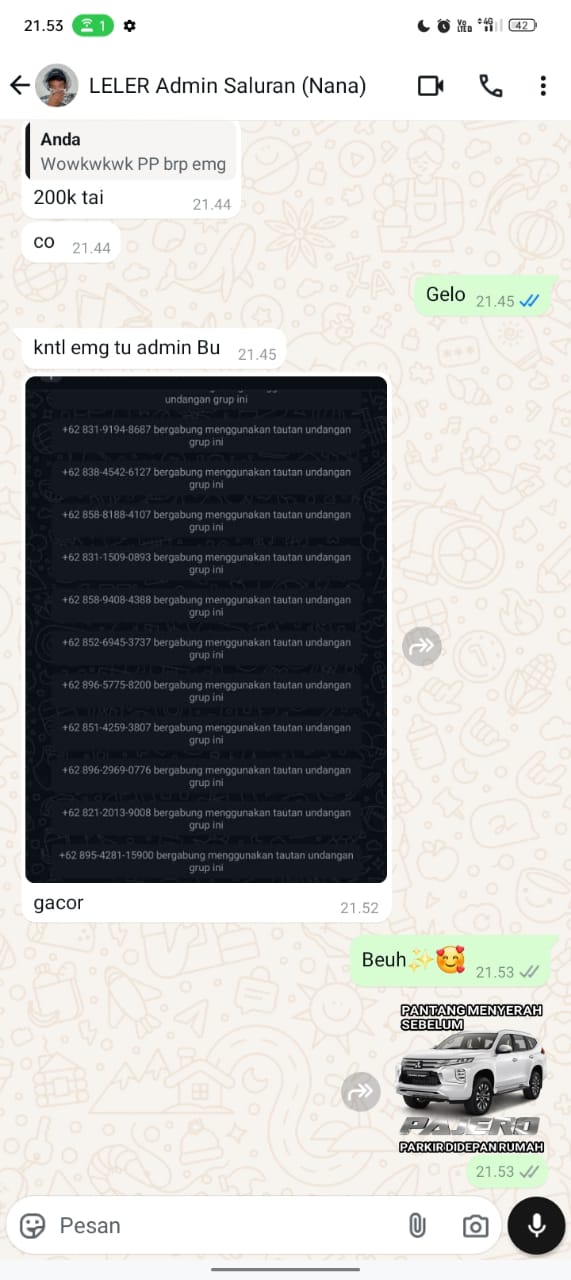 21.53
1
Vo
LTE
4G
42
LELER Admin Saluran (Nana)
Anda
Wowkwkwk PP brp emg
200k tai
21.44
co
21.44
Gelo
21.45
kntl emg tu admin Bu
21.45
undangan grup ini
+62 831-9194-8687 bergabung menggunakan tautan undangan
grup ini
+62 838-4542-6127 bergabung menggunakan tautan undangan
grup ini
+62 858-8188-4107 bergabung menggunakan tautan undangan
grup ini
+62 831-1509-0893 bergabung menggunakan tautan undangan
grup ini
+62 858-9408-4388 bergabung menggunakan tautan undangan
grup ini
+62 852-6945-3737 bergabung menggunakan tautan undangan
grup ini
+62 896-5775-8200 bergabung menggunakan tautan undangan
grup ini
+62 851-4259-3807 bergabung menggunakan tautan undangan
grup ini
+62 896-2969-0776 bergabung menggunakan tautan undangan
grup ini
+62 821-2013-9008 bergabung menggunakan tautan undangan
grup ini
+62 895-4281-15900 bergabung menggunakan tautan undangan
grup ini
gacor
21.52
Beuh✨🥰
21.53
PANTANG MENYERAH
SEBELUM
PAJERO
PARKIR DIDEPAN RUMAH
21.53
Pesan